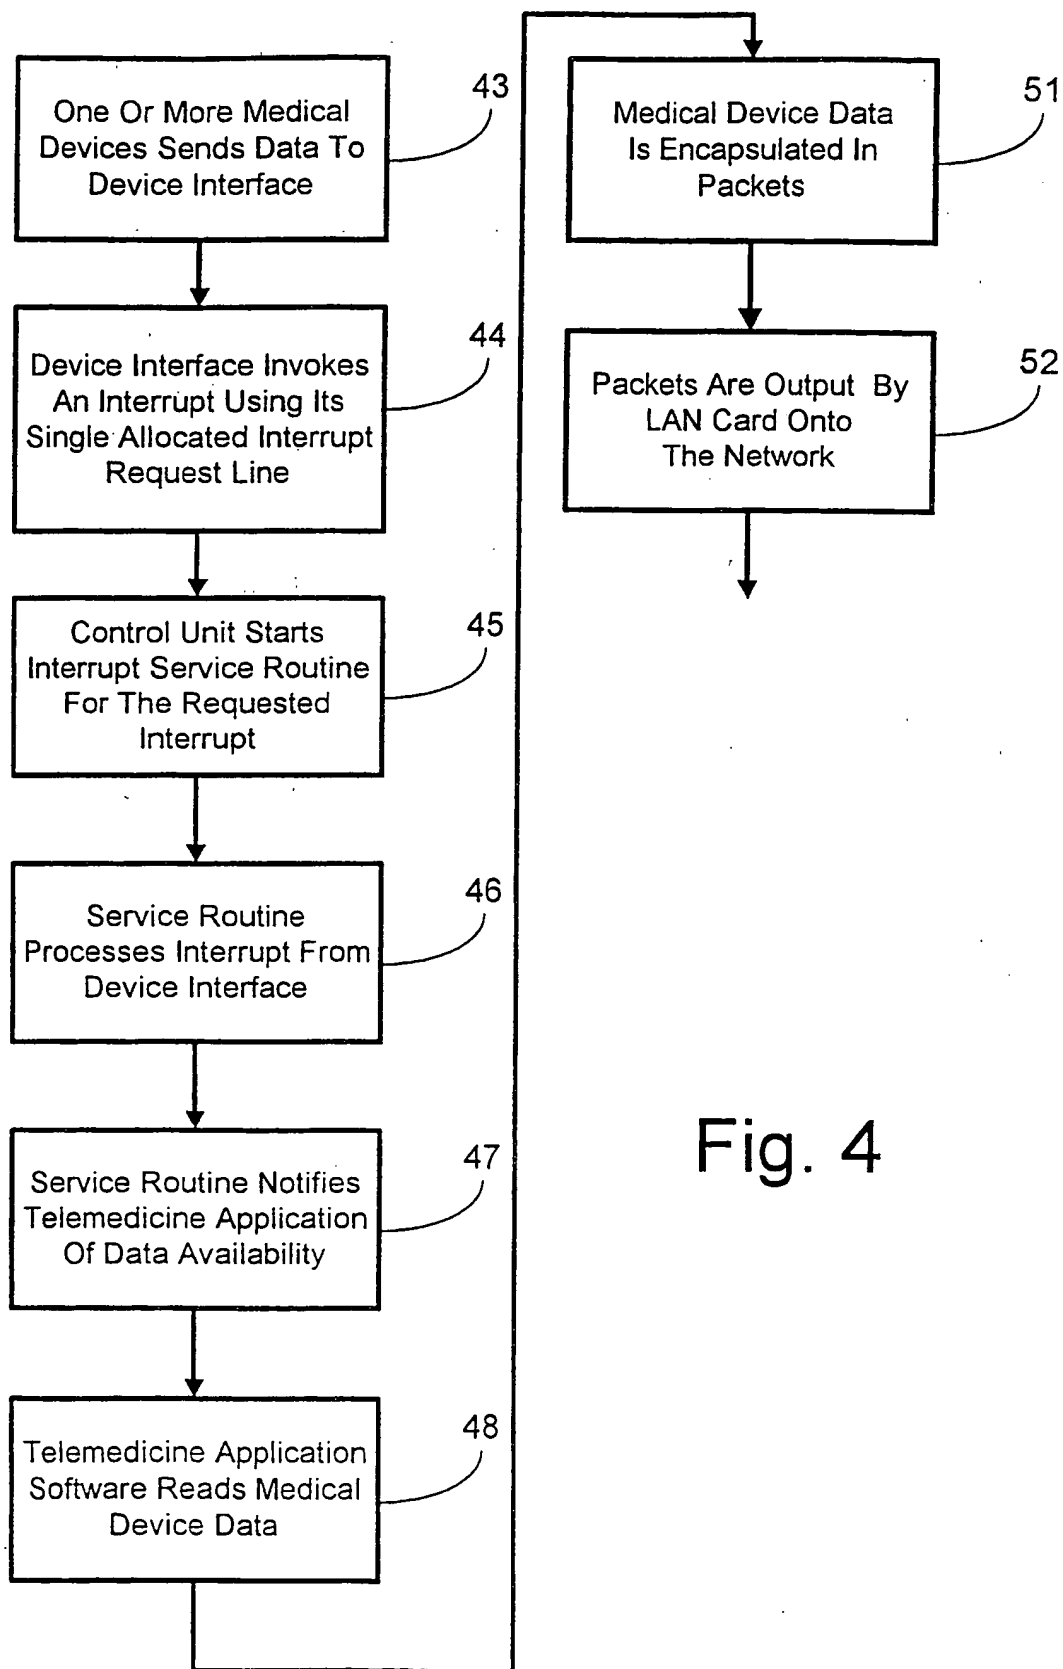 One Or More Medical
Devices Sends Data To
Device Interface
43
Device Interface Invokes
An Interrupt Using Its
Single Allocated Interrupt
Request Line
44
Control Unit Starts
Interrupt Service Routine
For The Requested
Interrupt
45
Service Routine
Processes Interrupt From
Device Interface
46
Service Routine Notifies
Telemedicine Application
Of Data Availability
47
Telemedicine Application
Software Reads Medical
Device Data
48
Medical Device Data
Is Encapsulated In
Packets
51
Packets Are Output By
LAN Card Onto
The Network
52
Fig. 4